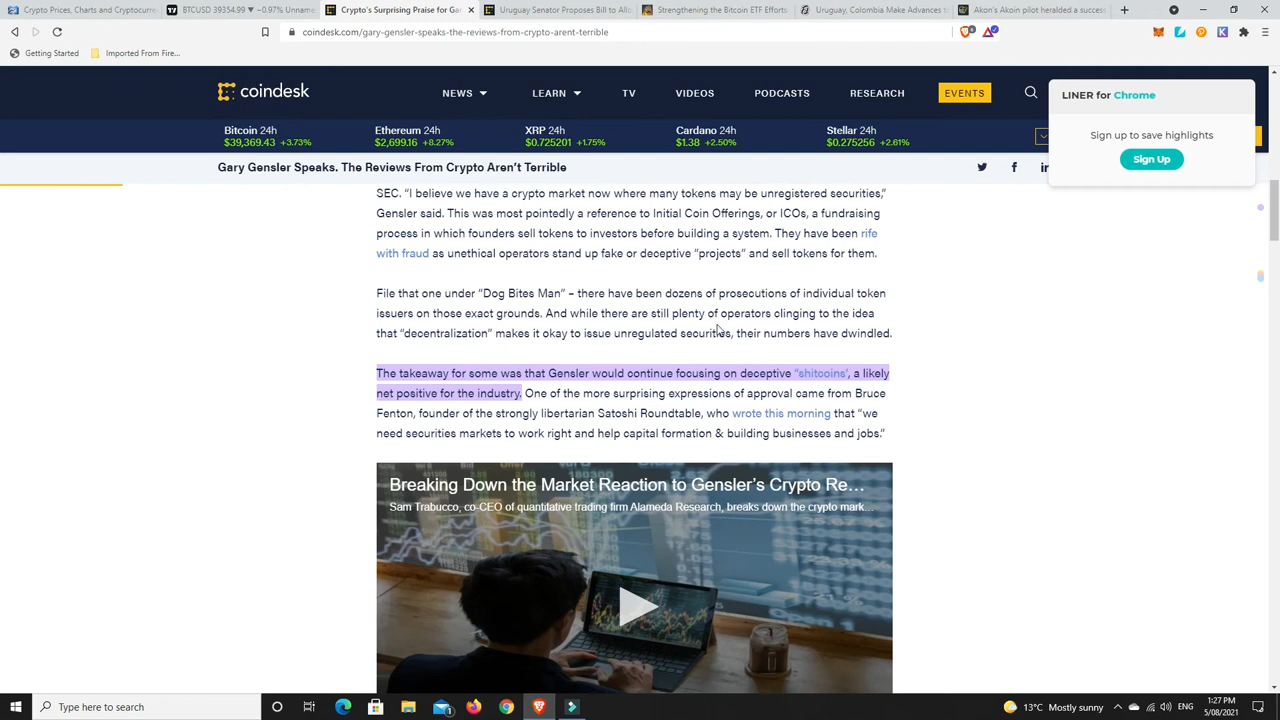 Crypto Prices, Charts and Cryptocurr
BTCUSD 39354.99 ▼ −0.97% Unname
Crypto's Surprising Praise for Gar
Uruguay Senator Proposes Bill to Allo
Strengthening the Bitcoin ETF Efforts
Uruguay, Colombia Make Advances t
Akon's Akoin pilot heralded a success
coindesk.com/gary-gensler-speaks-the-reviews-from-crypto-arent-terrible
Getting Started
Imported From Fire...
coindesk
NEWS
LEARN
TV
VIDEOS
PODCASTS
RESEARCH
EVENTS
LINER for Chrome
Sign up to save highlights
Sign Up
Bitcoin 24h
$39,369.43 +3.73%
Ethereum 24h
$2,699.16 +8.27%
XRP 24h
$0.725201 +1.75%
Cardano 24h
$1.38 +2.50%
Stellar 24h
$0.275256 +2.61%
Gary Gensler Speaks. The Reviews From Crypto Aren't Terrible
SEC. “I believe we have a crypto market now where many tokens may be unregistered securities,”
Gensler said. This was most pointedly a reference to Initial Coin Offerings, or ICOs, a fundraising
process in which founders sell tokens to investors before building a system. They have been rife
with fraud as unethical operators stand up fake or deceptive “projects” and sell tokens for them.
File that one under “Dog Bites Man” – there have been dozens of prosecutions of individual token
issuers on those exact grounds. And while there are still plenty of operators clinging to the idea
that “decentralization” makes it okay to issue unregulated securities, their numbers have dwindled.
The takeaway for some was that Gensler would continue focusing on deceptive “shitcoins’, a likely
net positive for the industry. One of the more surprising expressions of approval came from Bruce
Fenton, founder of the strongly libertarian Satoshi Roundtable, who wrote this morning that “we
need securities markets to work right and help capital formation & building businesses and jobs.”
Breaking Down the Market Reaction to Gensler's Crypto Re...
Sam Trabucco, co-CEO of quantitative trading firm Alameda Research, breaks down the crypto mark...
Type here to search
13°C Mostly sunny
1:27 PM
5/08/2021